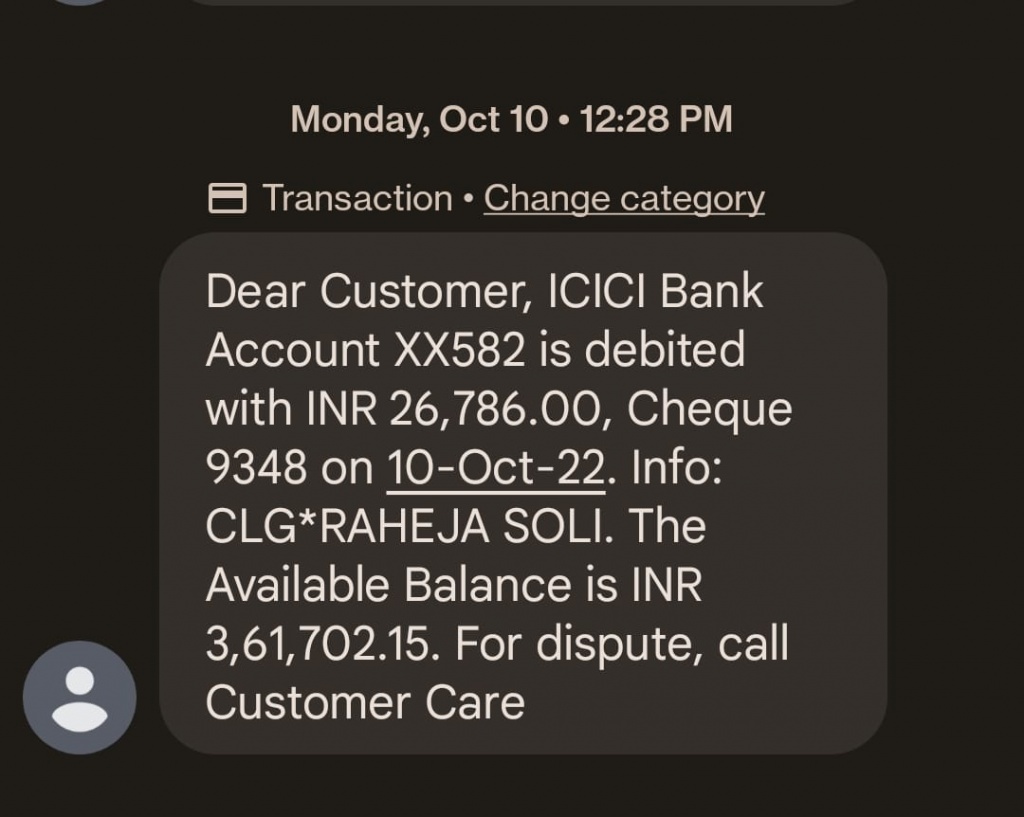 Monday, Oct 10 • 12:28 PM
Transaction • Change category
Dear Customer, ICICI Bank
Account XX582 is debited
with INR 26,786.00, Cheque
9348 on 10-Oct-22. Info:
CLG*RAHEJA SOLI. The
Available Balance is INR
3,61,702.15. For dispute, call
Customer Care